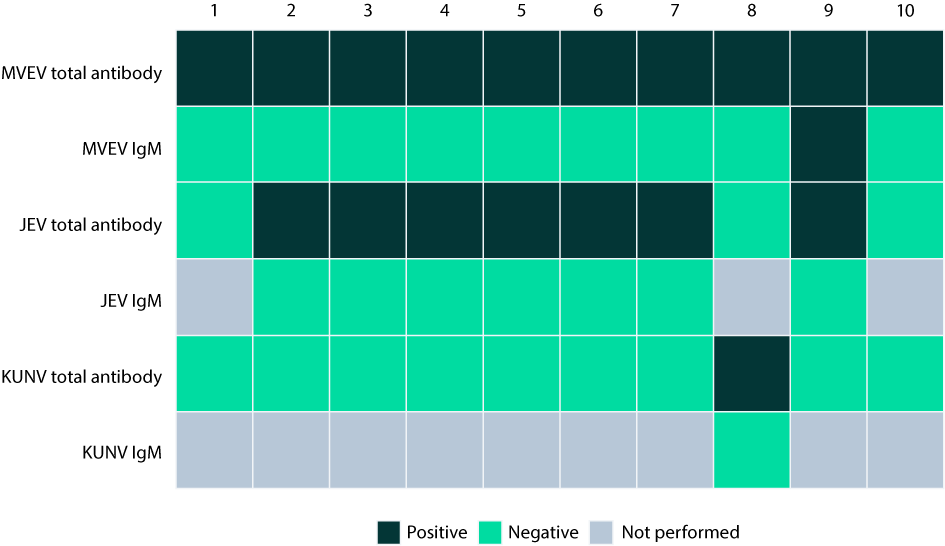 1 2 3 4 5 6 7 8 9 10
MVEV total antibody
MVEV IgM
JEV total antibody
JEV IgM
KUNV total antibody
KUNV IgM
Positive Negative Not performed